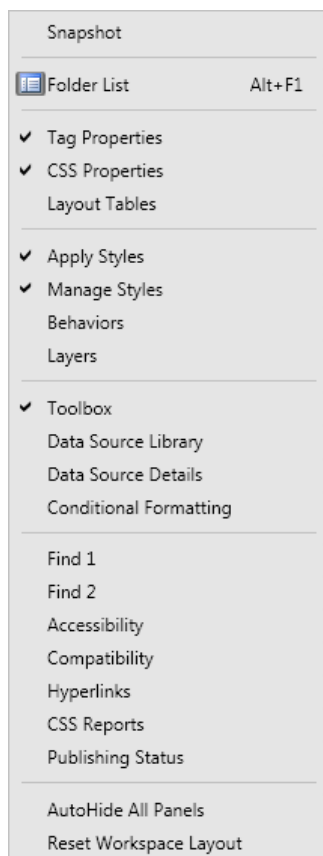 Snapshot
Folder List Alt+F1
Tag Properties
CSS Properties
Layout Tables
Apply Styles
Manage Styles
Behaviors
Layers
Toolbox
Data Source Library
Data Source Details
Conditional Formatting
Find 1
Find 2
Accessibility
Compatibility
Hyperlinks
CSS Reports
Publishing Status
AutoHide All Panels
Reset Workspace Layout